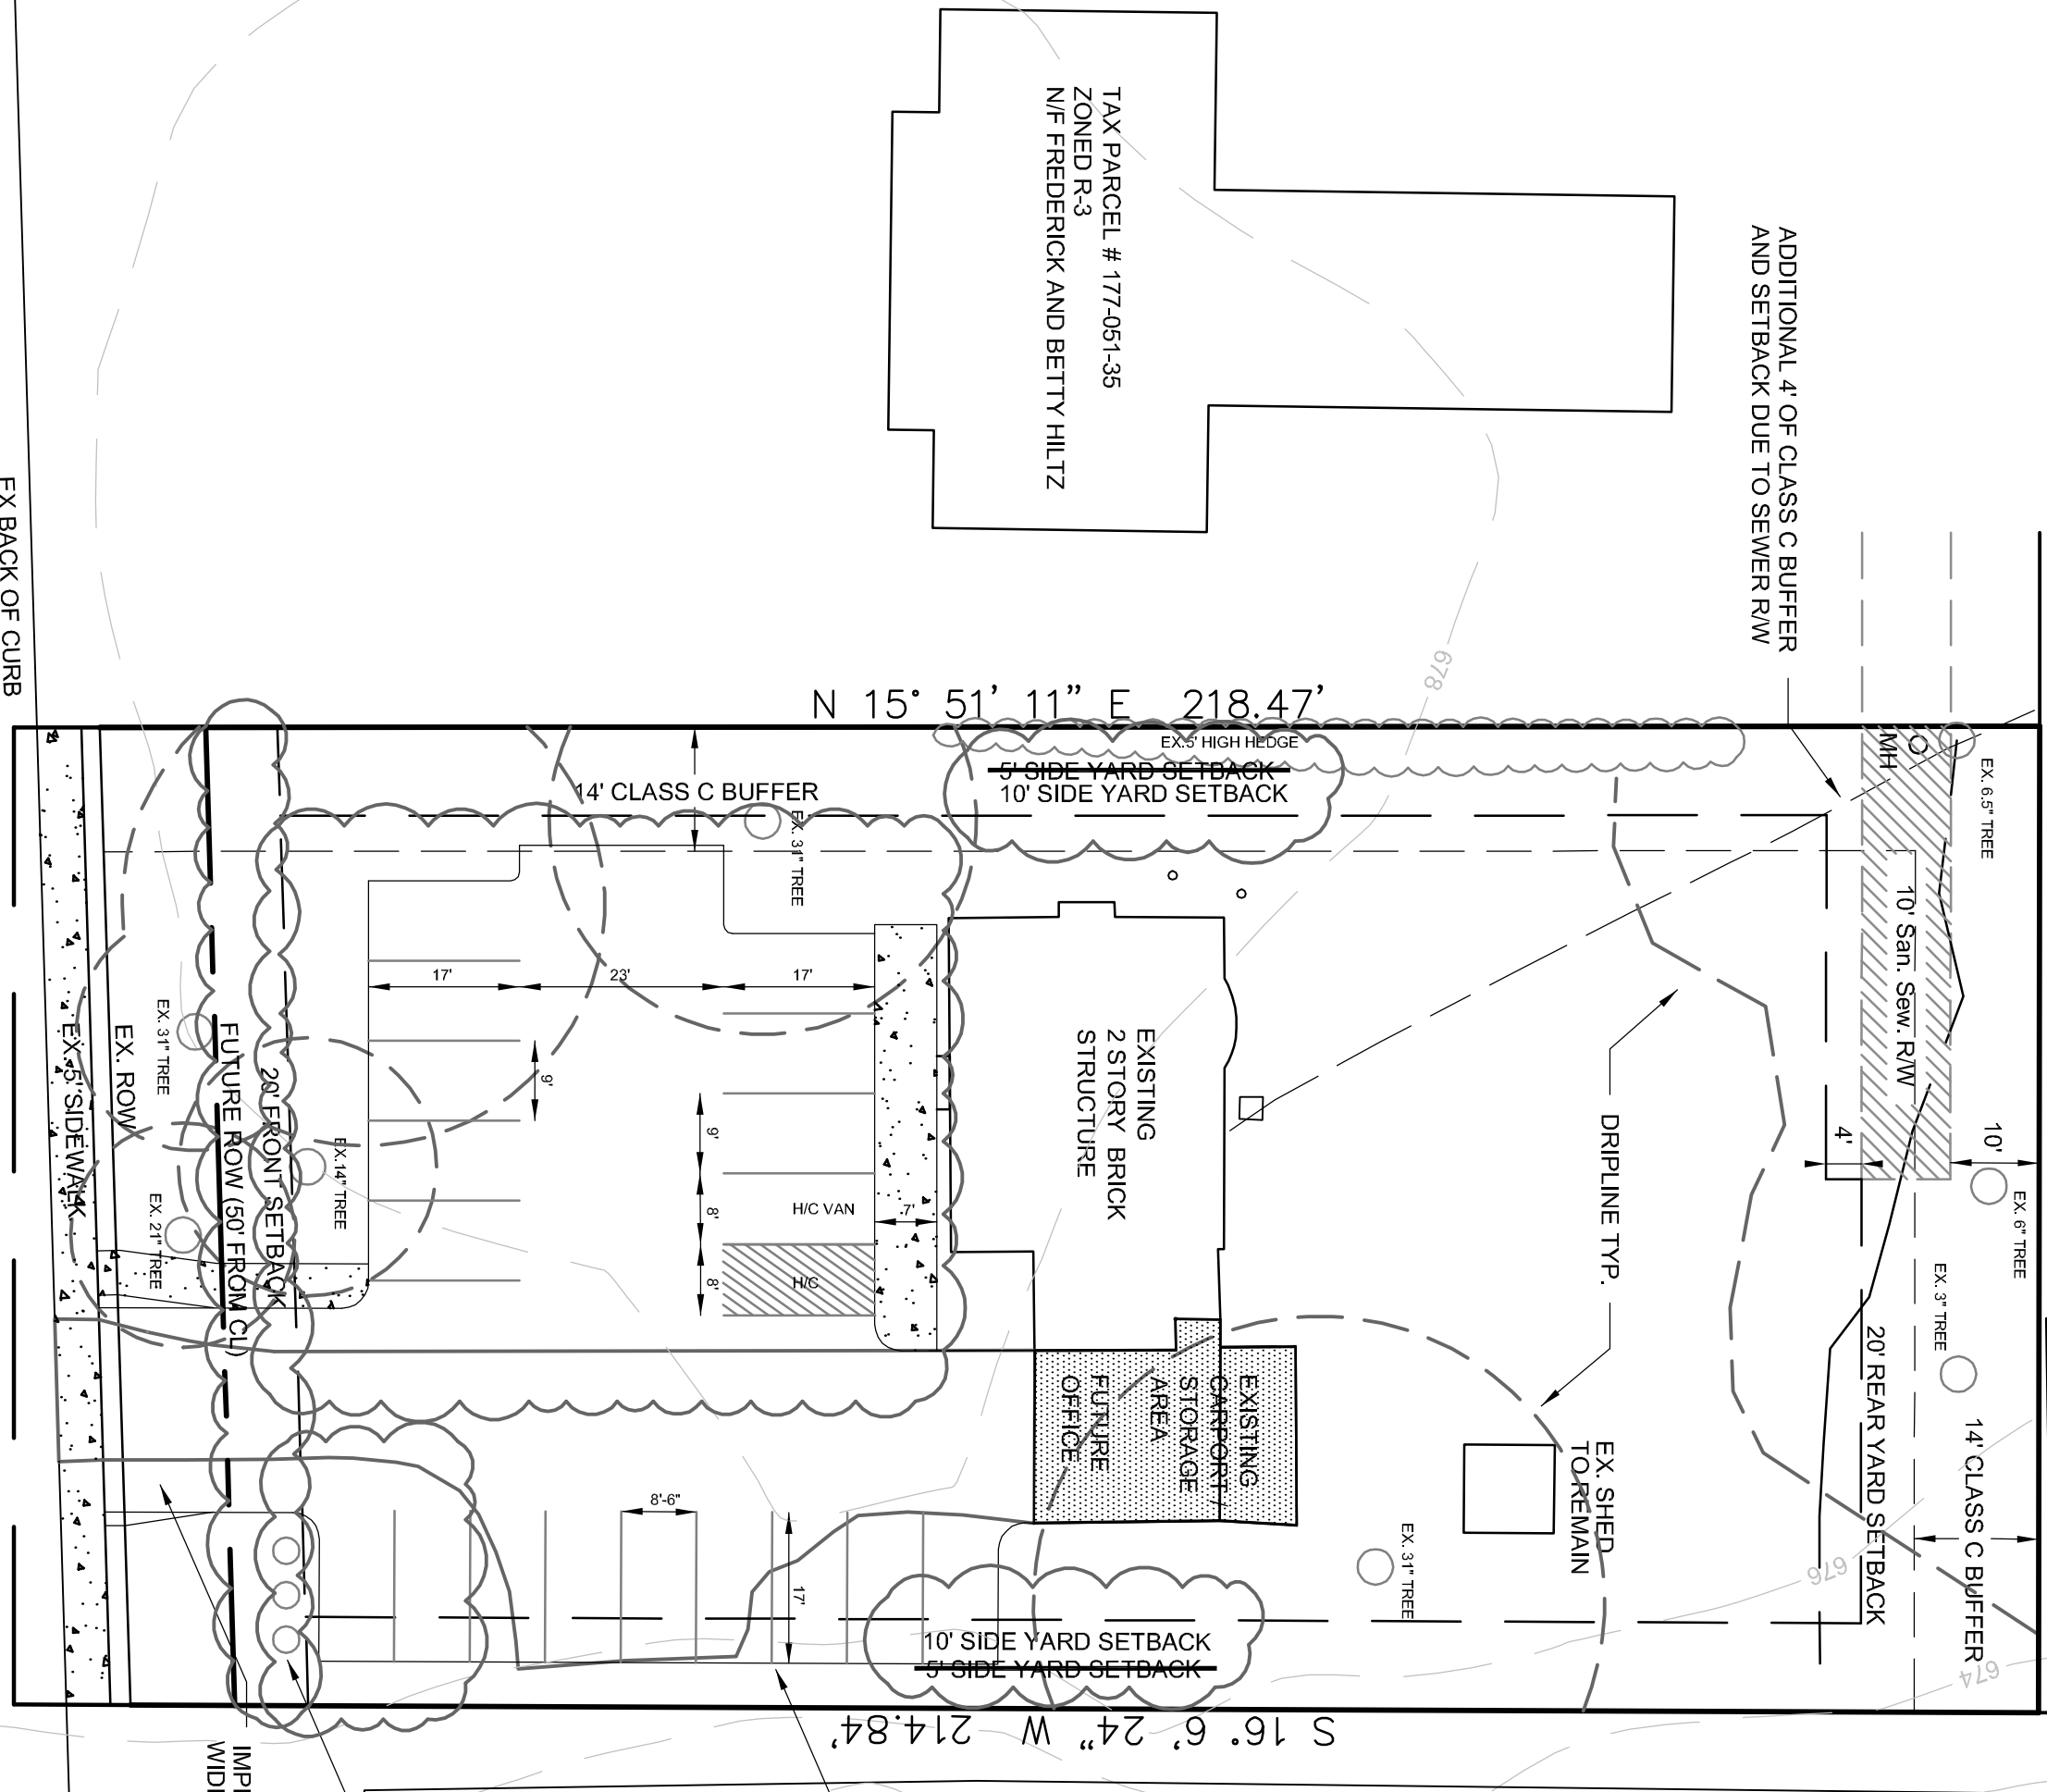 TAX PARCEL # 177-051-35
ZONED R-3
N/F FREDERICK AND BETTY HILTZ
ADDITIONAL 4' OF CLASS C BUFFER
AND SETBACK DUE TO SEWER R/W
678
EX BACK OF CURB
N 15° 51' 11" E 218.47'
EX.5' HIGH HEDGE
5' SIDE YARD SETBACK
10' SIDE YARD SETBACK
14' CLASS C BUFFER
EX. 31" TREE
MH
EX. 6.5" TREE
10' San. Sew. R/W
10'
4'
17'
23'
17'
9'
9'
8'
8'
H/C VAN
H/C
7'
EXISTING
2 STORY BRICK
STRUCTURE
DRIPLINE TYP.
EX. 31" TREE
EX. 5' SIDEWALK
EX. ROW
FUTURE ROW (50' FROM CL)
20' FRONT SETBACK
EX.14" TREE
EX. 21" TREE
EX. 6" TREE
EX. 3" TREE
20' REAR YARD SETBACK
14' CLASS C BUFFER
EXISTING
CARPORT /
STORAGE
AREA
FUTURE
OFFICE
EX. SHED
TO REMAIN
EX. 31" TREE
676
674
8'-6"
17'
10' SIDE YARD SETBACK
5' SIDE YARD SETBACK
S 16° 6' 24" W 214.84'